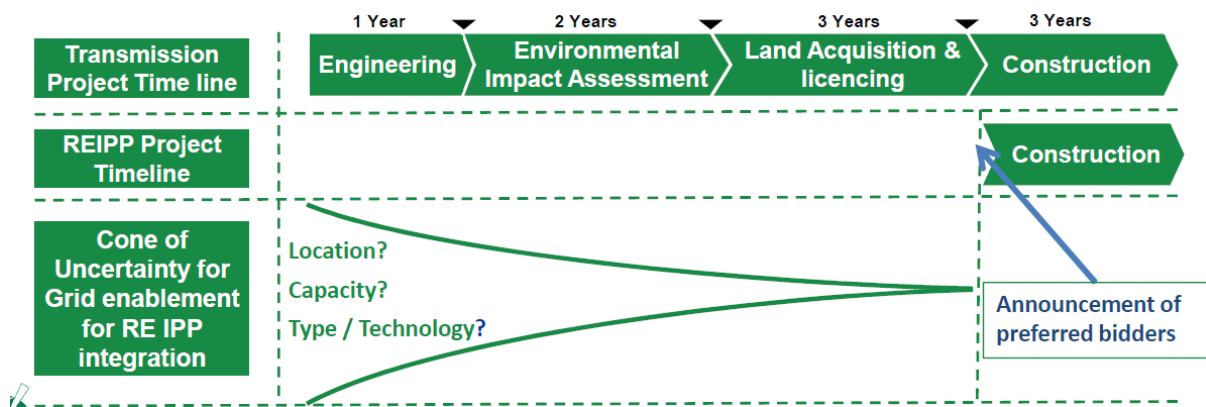 1 Year
2 Years
3 Years
3 Years
Transmission
Project Time line
Engineering
Environmental
Impact Assessment
Land Acquisition &
licencing
Construction
REIPP Project
Timeline
Construction
Cone of
Uncertainty for
Grid enablement
for RE IPP
integration
Location?
Capacity?
Type / Technology?
Announcement of
preferred bidders